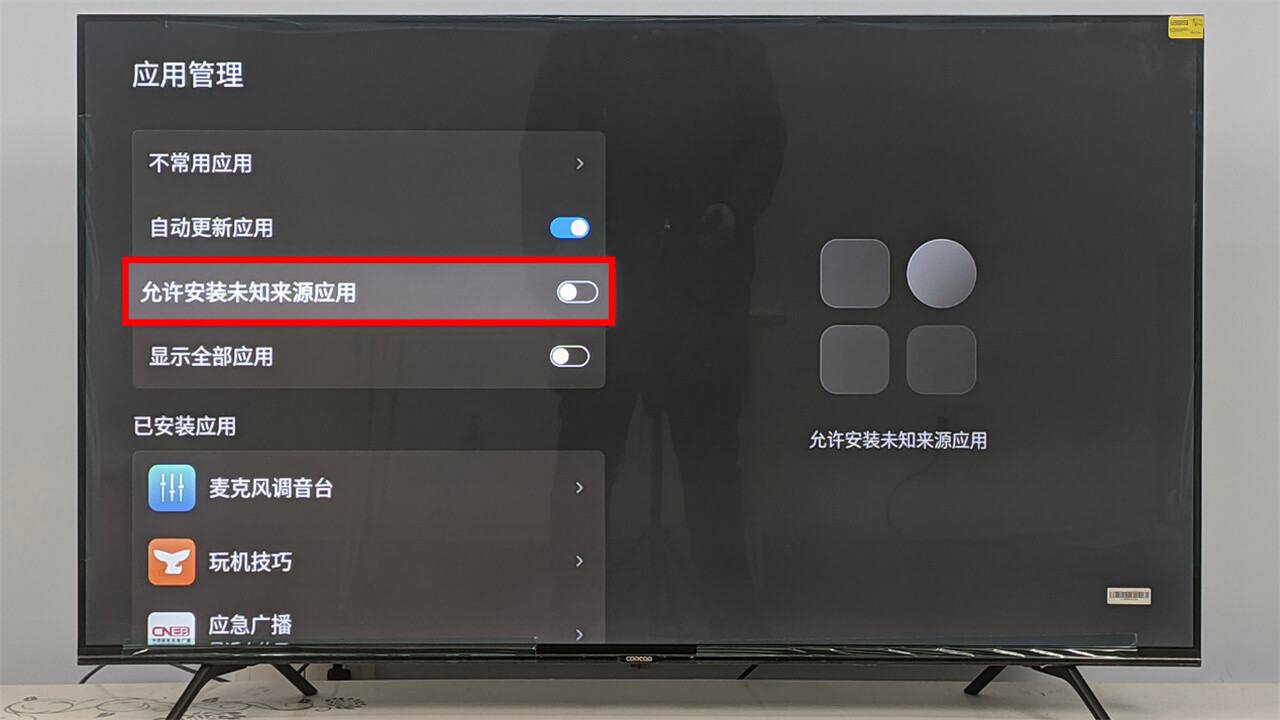 应用管理
不常用应用
自动更新应用
允许安装未知来源应用
显示全部应用
已安装应用
麦克风调音台
玩机技巧
CNEB
应急广播
允许安装未知来源应用
coocaa